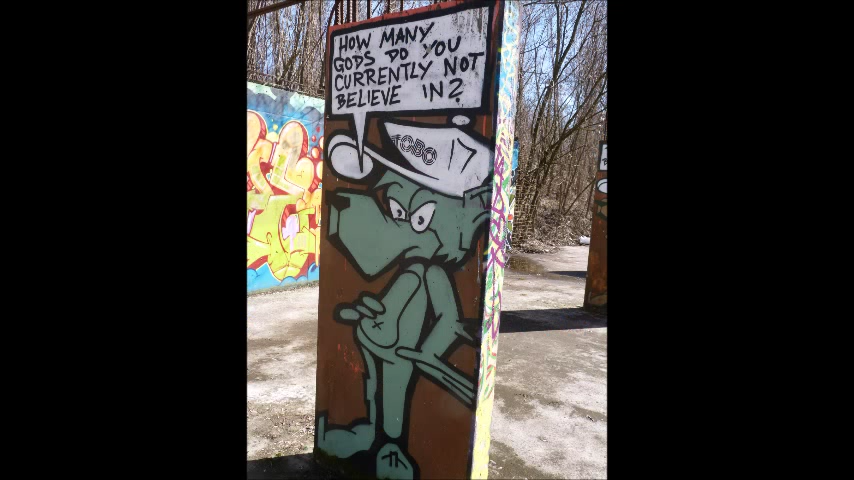 HOW MANY
GODS DO YOU
CURRENTLY NOT
BELIEVE IN?
TOBO 17